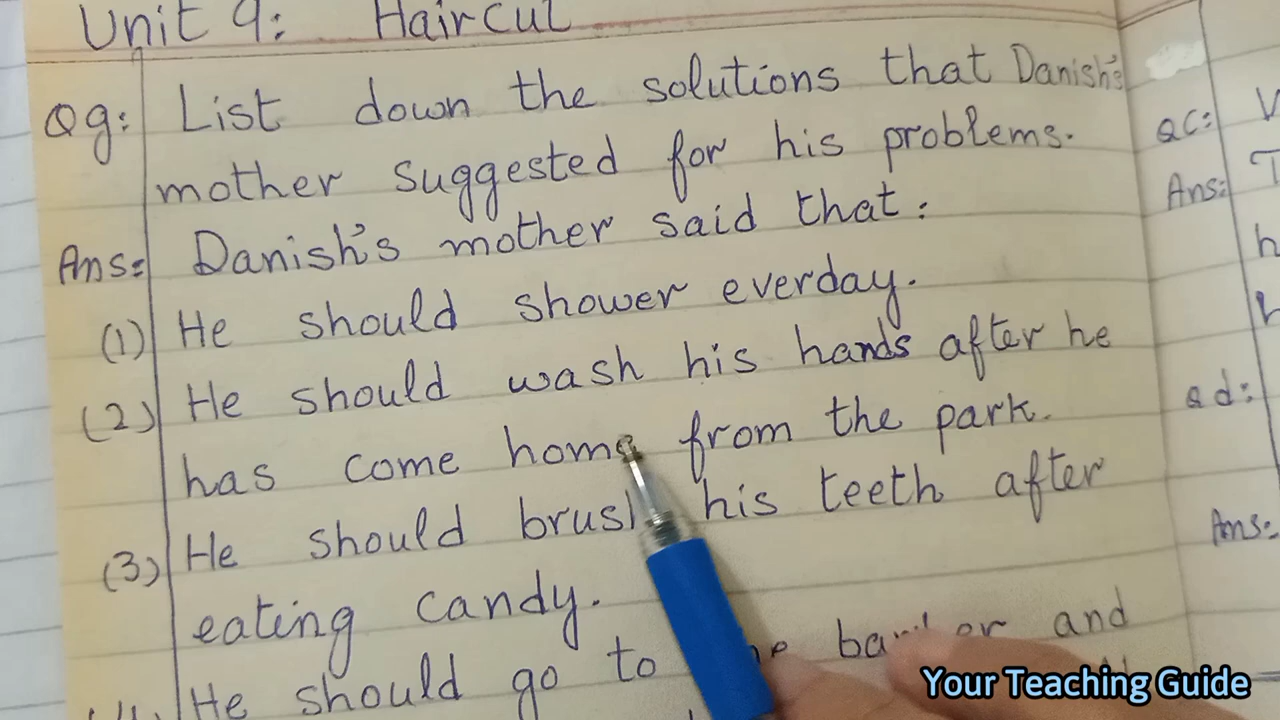 Unit 9: Haircut
Qg: List down the solutions that Danish's
mother suggested for his problems.
Ans: Danish's mother said that:
(1) He should shower everday.
(2) He should wash his hands after he
has come home from the park.
(3) He should brush his teeth after
eating candy.
He should go to and
Qc:
Ans:
Qd:
Ans:
Your Teaching Guide